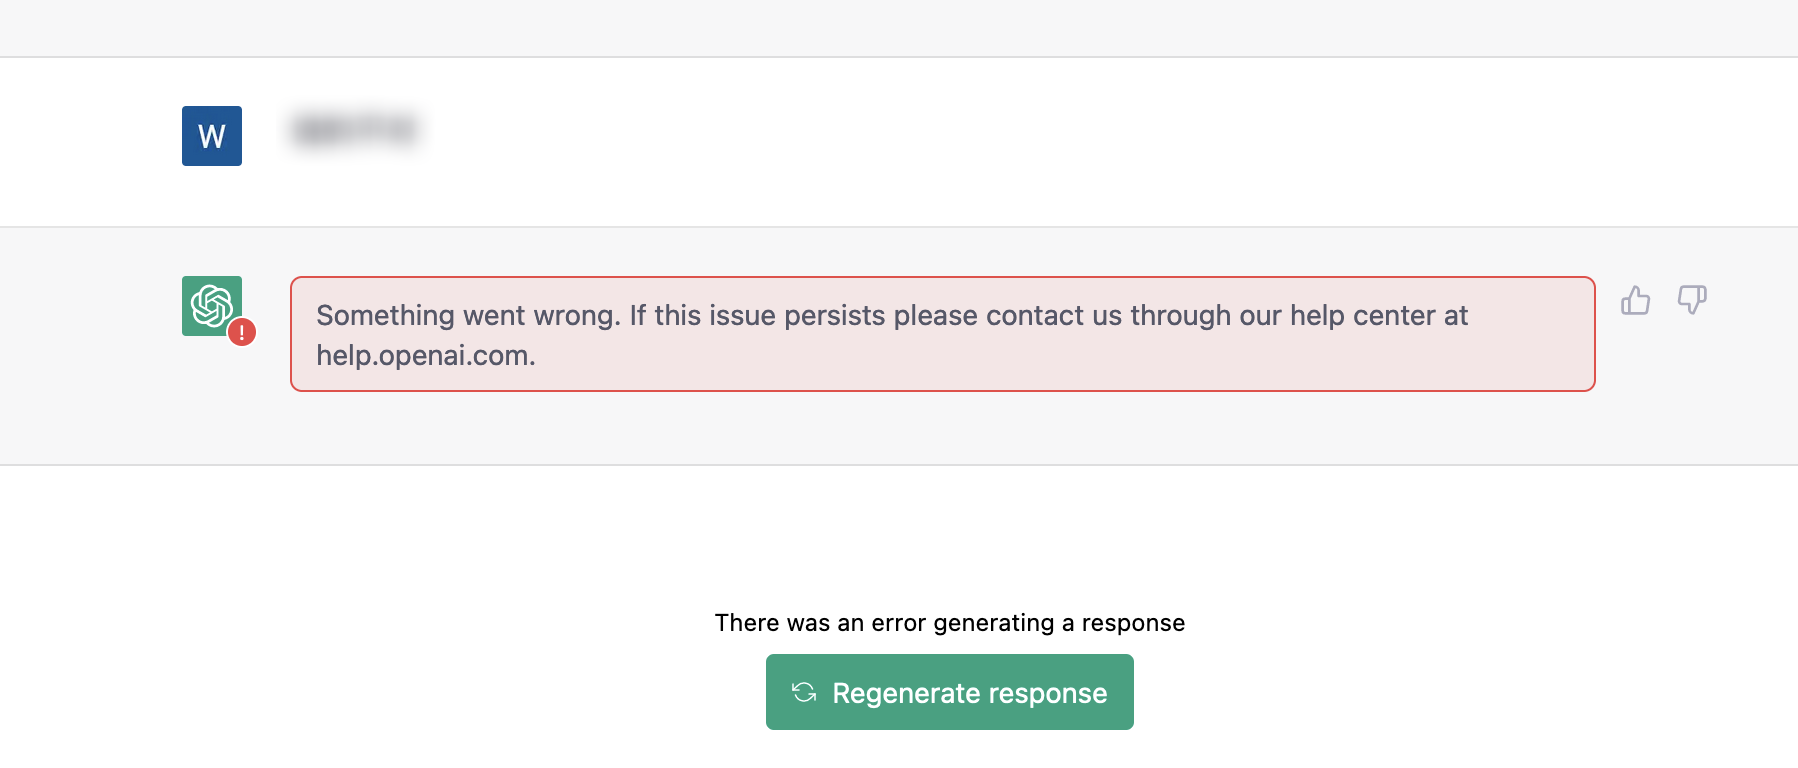 W
Something went wrong. If this issue persists please contact us through our help center at
help.openai.com.
There was an error generating a response
Regenerate response